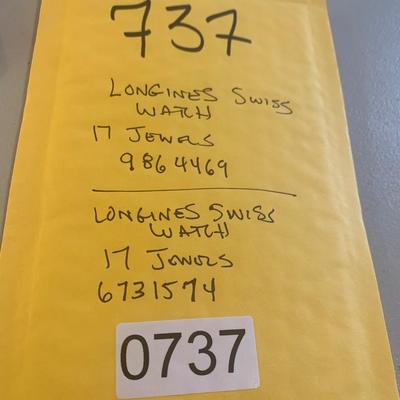 737
LONGINES SWISS
WATCH
17 JEWELS
9864469
LONGINES SWISS
WATCH
17 JEWELS
6731574
0737